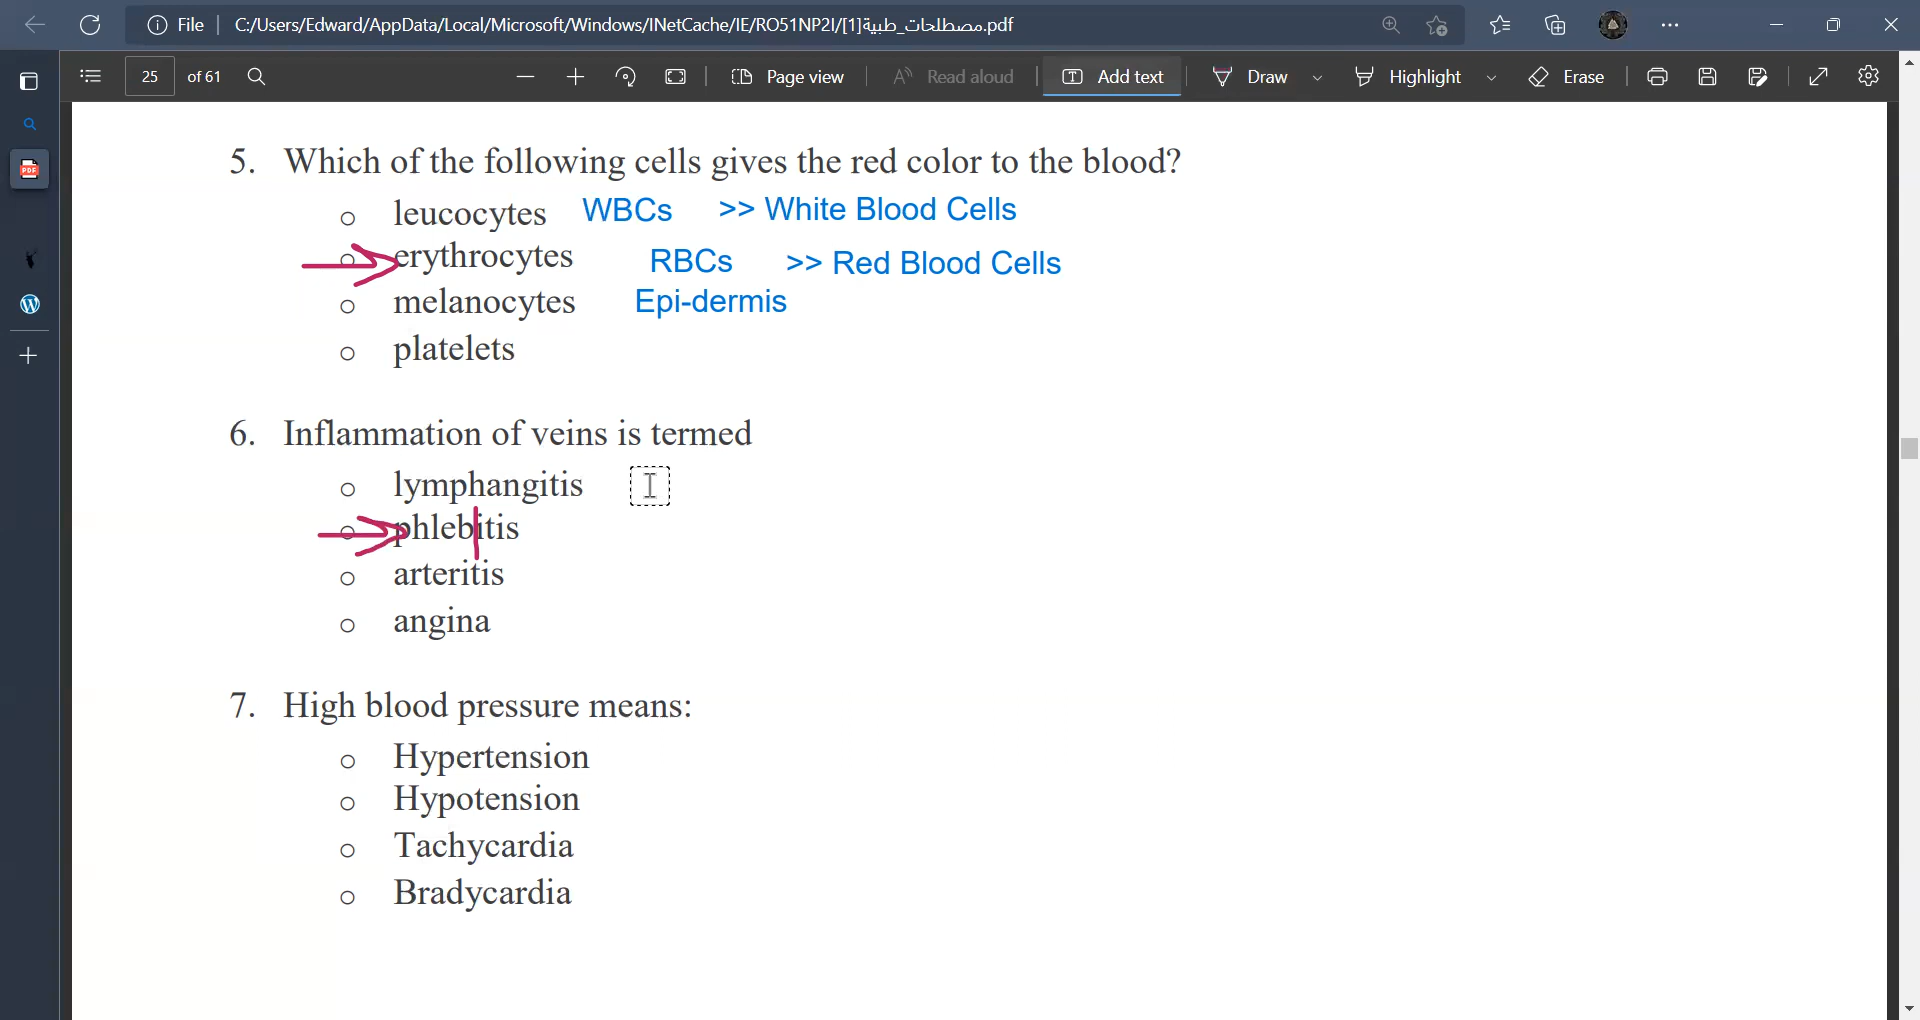 File C:/Users/Edward/AppData/Local/Microsoft/Windows/INetCache/IE/RO51NP2I/[1]مصطلحات_طبية.pdf
25 of 61 Page view Read aloud Add text Draw Highlight Erase
PDF
5. Which of the following cells gives the red color to the blood?
o leucocytes WBCs >> White Blood Cells
o erythrocytes RBCs >> Red Blood Cells
o melanocytes Epi-dermis
o platelets
6. Inflammation of veins is termed
o lymphangitis
o phlebitis
o arteritis
o angina
7. High blood pressure means:
o Hypertension
o Hypotension
o Tachycardia
o Bradycardia